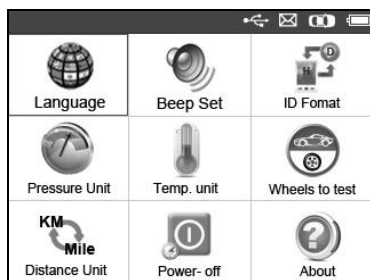 Language
Beep Set
ID Fomat
Pressure Unit
Temp. unit
Wheels to test
KM
Mile
Distance Unit
Power- off
About